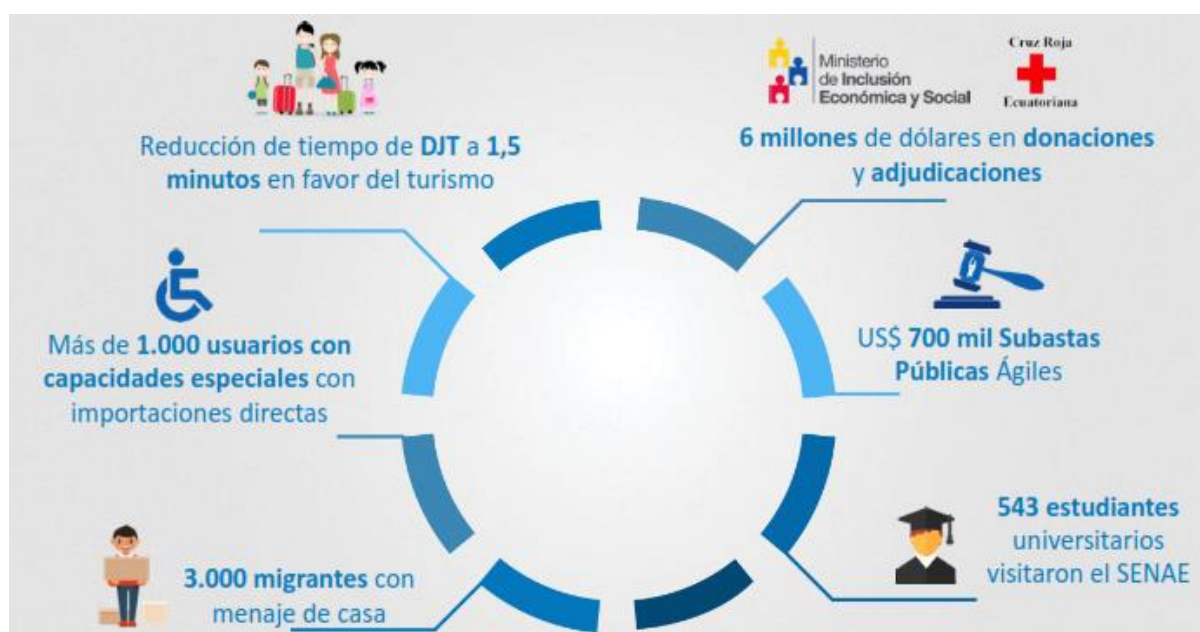 Reducción de tiempo de DJT a 1,5
minutos en favor del turismo
Ministerio
de Inclusión
Económica y Social
Cruz Roja
Ecuatoriana
6 millones de dólares en donaciones
y adjudicaciones
Más de 1.000 usuarios con
capacidades especiales con
importaciones directas
US$ 700 mil Subastas
Públicas Ágiles
3.000 migrantes con
menaje de casa
543 estudiantes
universitarios
visitaron el SENAE